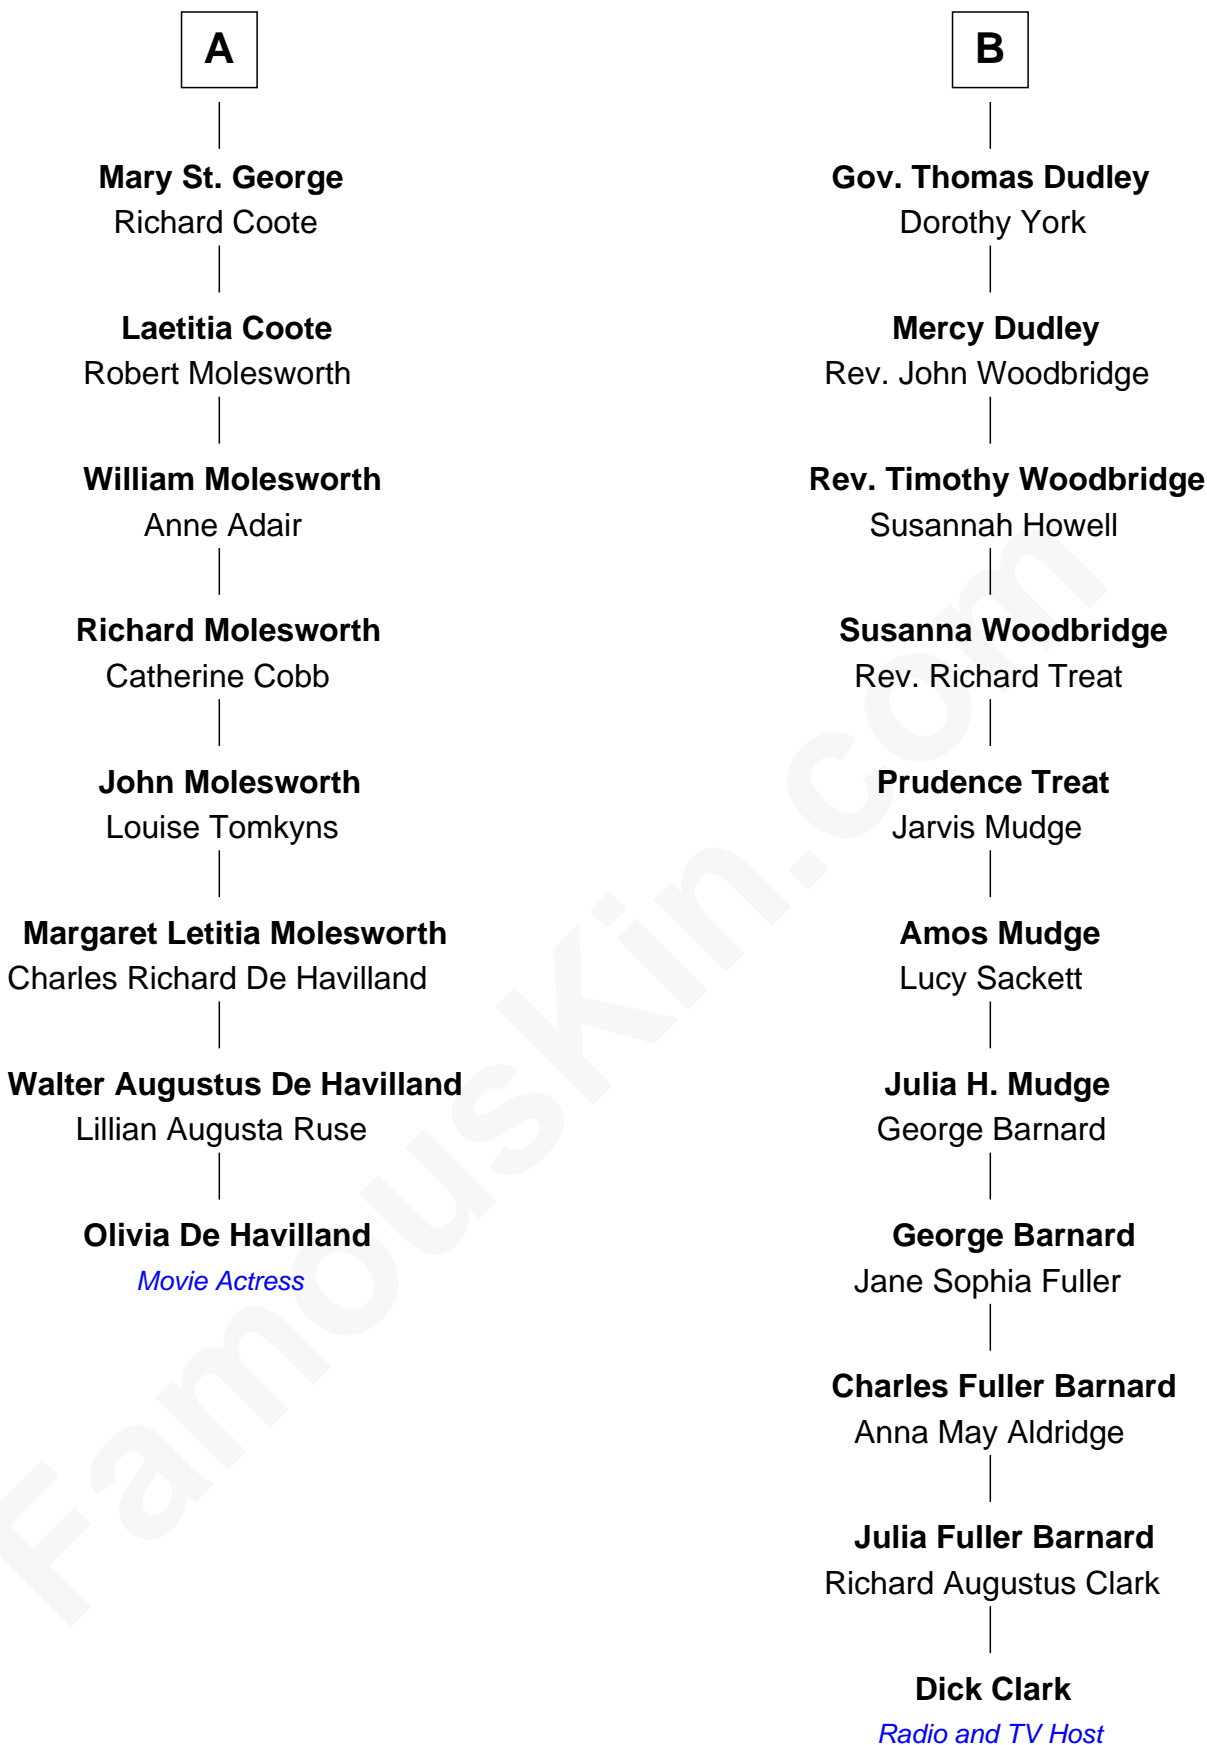 A
Mary St. George
Richard Coote
Laetitia Coote
Robert Molesworth
William Molesworth
Anne Adair
Richard Molesworth
Catherine Cobb
John Molesworth
Louise Tomkyns
Margaret Letitia Molesworth
Charles Richard De Havilland
Walter Augustus De Havilland
Lillian Augusta Ruse
Olivia De Havilland
Movie Actress
B
Gov. Thomas Dudley
Dorothy York
Mercy Dudley
Rev. John Woodbridge
Rev. Timothy Woodbridge
Susannah Howell
Susanna Woodbridge
Rev. Richard Treat
Prudence Treat
Jarvis Mudge
Amos Mudge
Lucy Sackett
Julia H. Mudge
George Barnard
George Barnard
Jane Sophia Fuller
Charles Fuller Barnard
Anna May Aldridge
Julia Fuller Barnard
Richard Augustus Clark
Dick Clark
Radio and TV Host
FamousKin.com